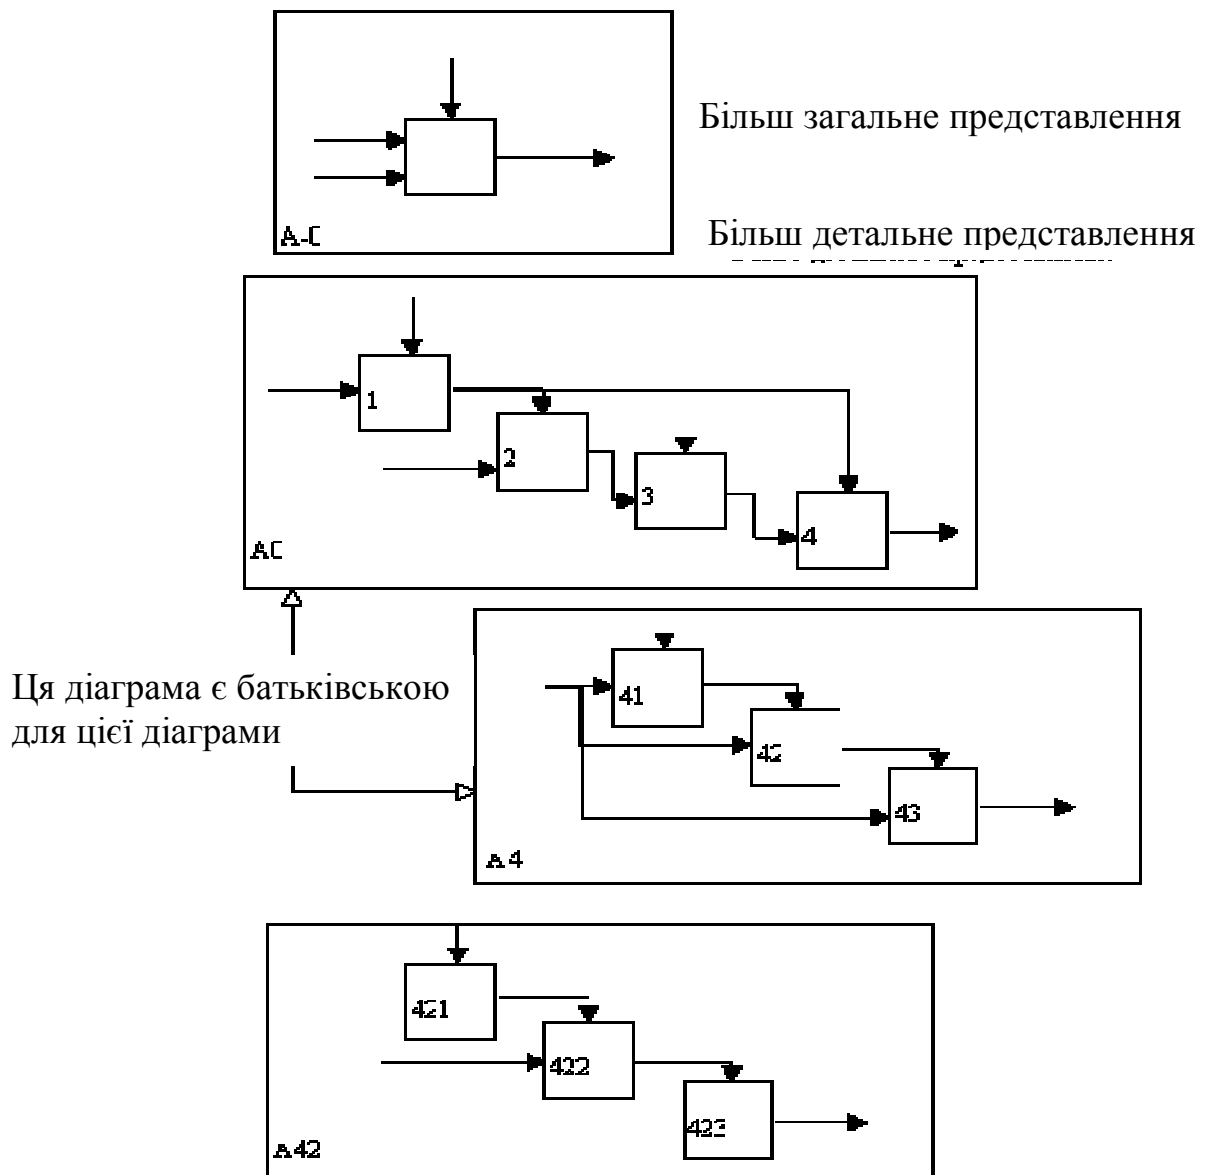 Більш загальне представлення
A-0
Більш детальне представлення
1
2
3
4
A0
Ця діаграма є батьківською
для цієї діаграми
41
42
43
A4
421
422
423
A42